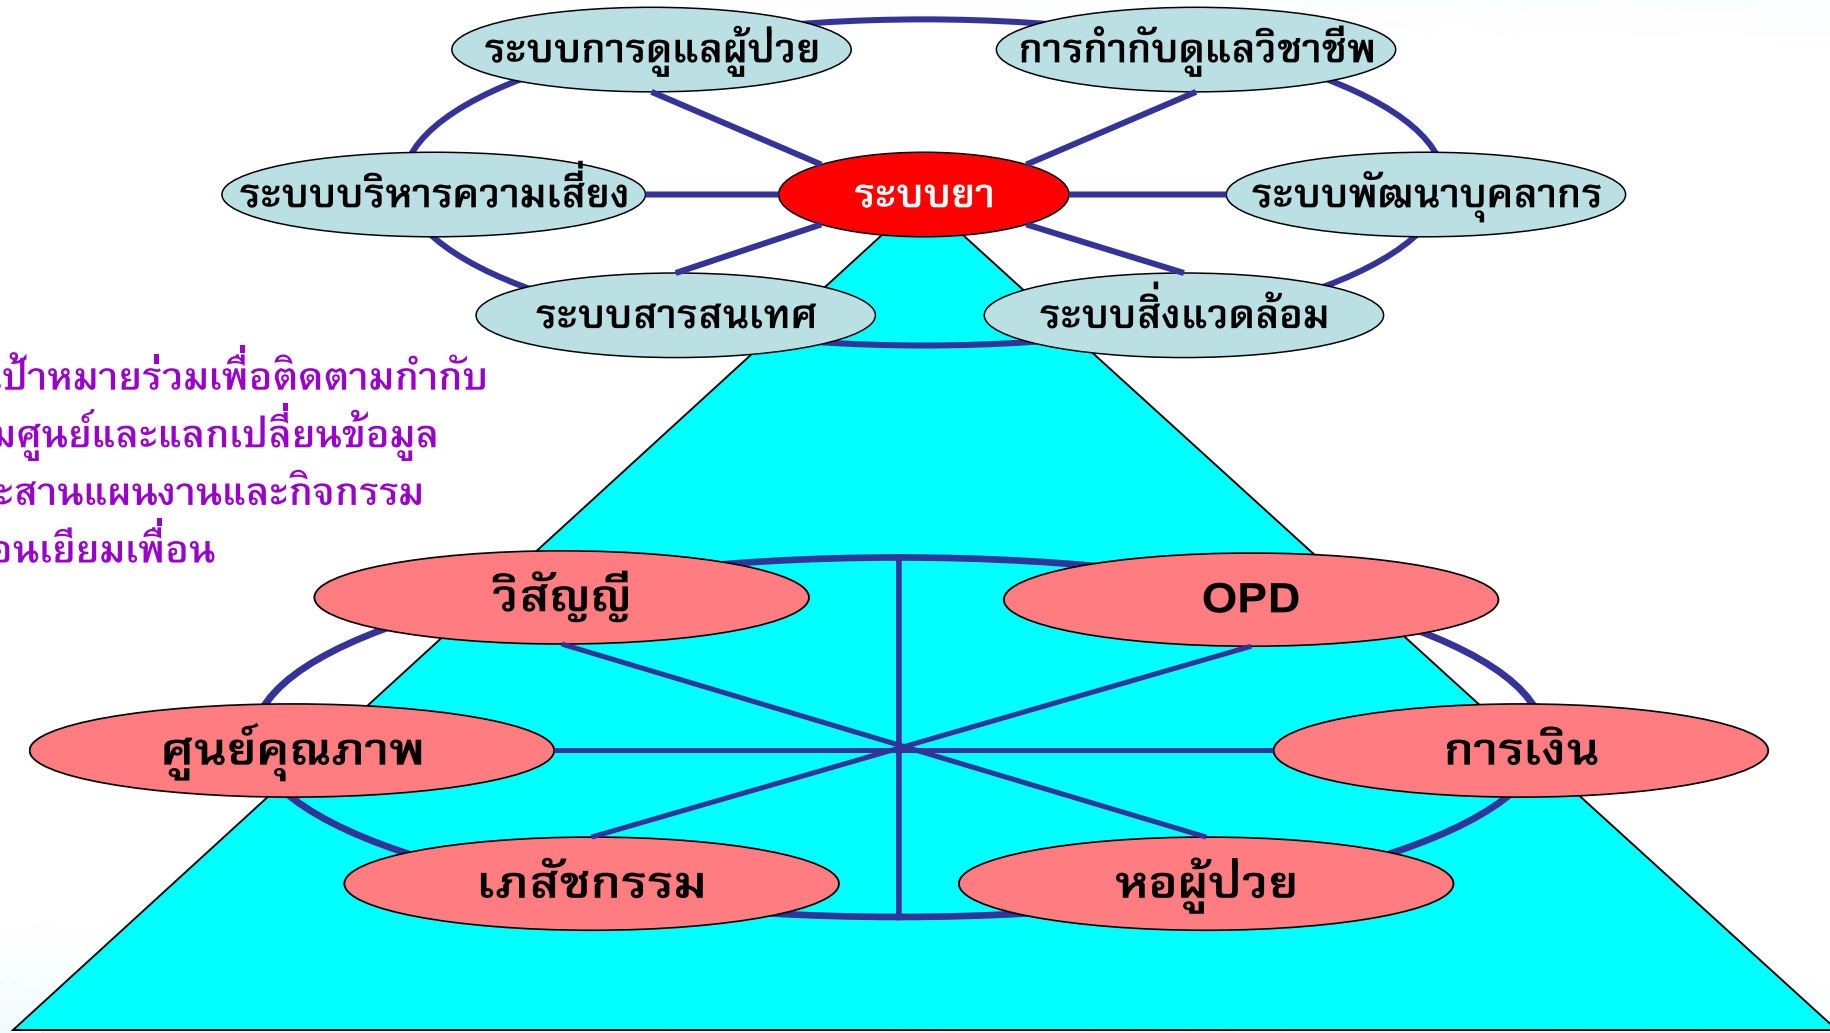 ระบบการดูแลผู้ป่วย
การกำกับดูแลวิชาชีพ
ระบบบริหารความเสี่ยง
ระบบยา
ระบบพัฒนาบุคลากร
ระบบสารสนเทศ
ระบบสิ่งแวดล้อม
เป้าหมายร่วมเพื่อติดตามกำกับ
ศูนย์และแลกเปลี่ยนข้อมูล
สานแผนงานและกิจกรรม
เยียมเพื่อน
วิสัญญี
OPD
ศูนย์คุณภาพ
การเงิน
เภสัชกรรม
หอผู้ป่วย